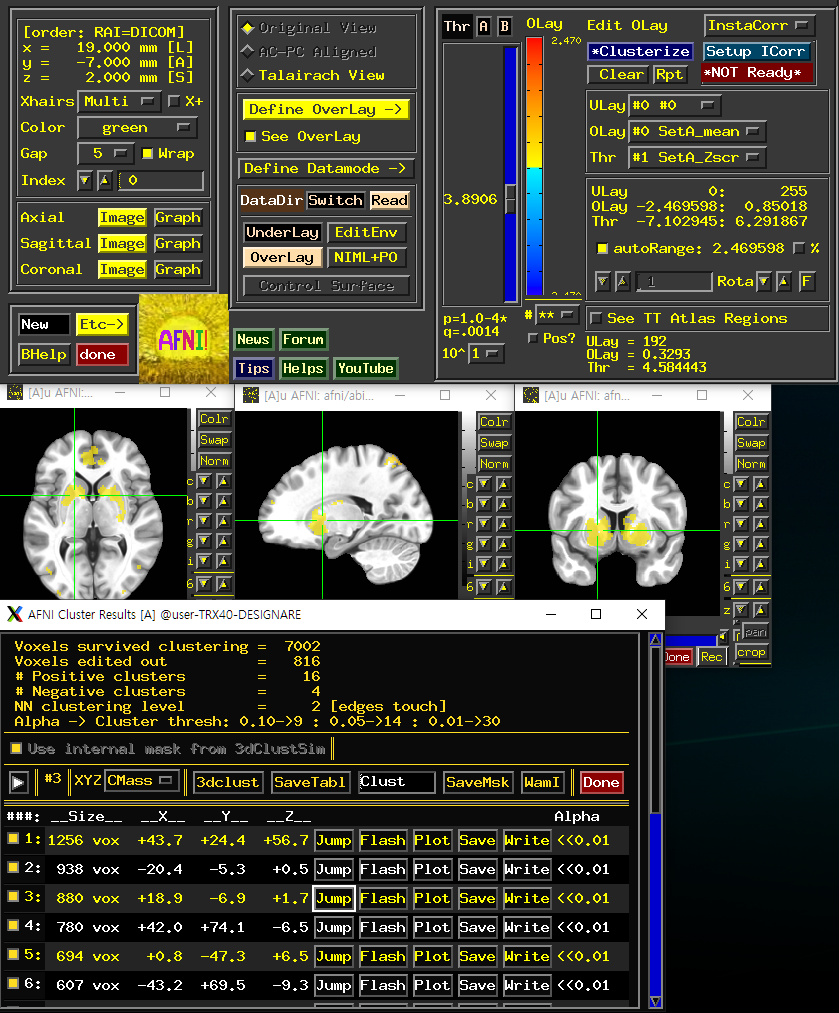 [order: RAI=DICOM]
x = 19.000 mm [L]
y = -7.000 mm [A]
z = 2.000 mm [S]
Xhairs Multi X+
Color green
Gap 5 Wrap
Index 0
Axial Image Graph
Sagittal Image Graph
Coronal Image Graph
New Etc->
BHelp done
AFNI!
Original View
AC-PC Aligned
Talairach View
Define OverLay ->
See OverLay
Define Datamode ->
DataDir Switch Read
UnderLay EditEnv
OverLay NIML+PO
Control Surface
News Forum
Tips Helps YouTube
Thr A B
3.8906
p=1.0-4*
q=.0014
10^ 1
OLay
2.470
# **
Pos?
Edit OLay InstaCorr
*Clusterize Setup ICorr
Clear Rpt *NOT Ready*
ULay #0 #0
OLay #0 SetA_mean
Thr #1 SetA_Zscr
ULay 0: 255
OLay -2.469598: 0.85018
Thr -7.102945: 6.291867
autoRange: 2.469598 %
1 Rota F
See TT Atlas Regions
ULay = 192
OLay = 0.3293
Thr = 4.584443
[A]u AFNI:...
Colr
Swap
Norm
c
b
r
g
i
6
[A]u AFNI: afni/abi...
Colr
Swap
Norm
c
b
r
g
i
6
[A]u AFNI: afn...
Colr
Swap
Norm
c
b
r
g
i
6
z
pan
crop
Done Rec
AFNI Cluster Results [A] @user-TRX40-DESIGNARE
Voxels survived clustering = 7002
Voxels edited out = 816
# Positive clusters = 16
# Negative clusters = 4
NN clustering level = 2 [edges touch]
Alpha -> Cluster thresh: 0.10->9 : 0.05->14 : 0.01->30
Use internal mask from 3dClustSim
#3 XYZ CMass 3dclust SaveTabl Clust SaveMsk WamI Done
###: __Size__ __X__ __Y__ __Z__ Alpha
1: 1256 vox +43.7 +24.4 +56.7 Jump Flash Plot Save Write <<0.01
2: 938 vox -20.4 -5.3 +0.5 Jump Flash Plot Save Write <<0.01
3: 880 vox +18.9 -6.9 +1.7 Jump Flash Plot Save Write <<0.01
4: 780 vox +42.0 +74.1 -6.5 Jump Flash Plot Save Write <<0.01
5: 694 vox +0.8 -47.3 +6.5 Jump Flash Plot Save Write <<0.01
6: 607 vox -43.2 +69.5 -9.3 Jump Flash Plot Save Write <<0.01